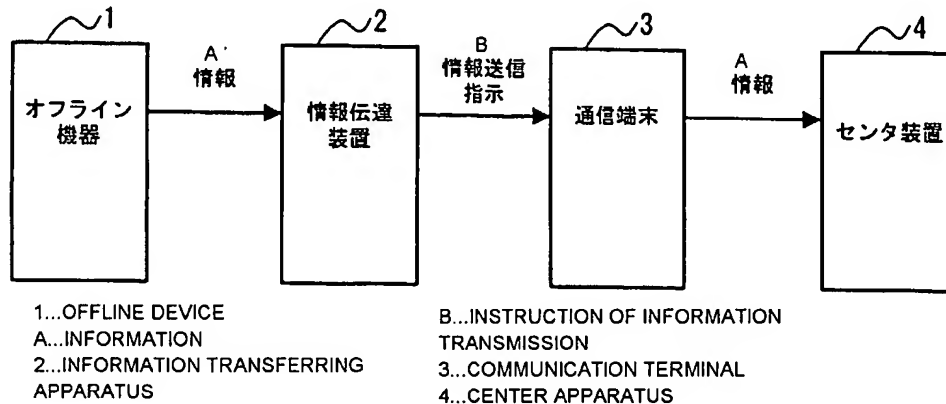 1
2
3
4
A
情報
B
情報送信
指示
A
情報
オフライン
機器
情報伝達
装置
通信端末
センタ装置
1...OFFLINE DEVICE
A...INFORMATION
2...INFORMATION TRANSFERRING
APPARATUS
B...INSTRUCTION OF INFORMATION
TRANSMISSION
3...COMMUNICATION TERMINAL
4...CENTER APPARATUS